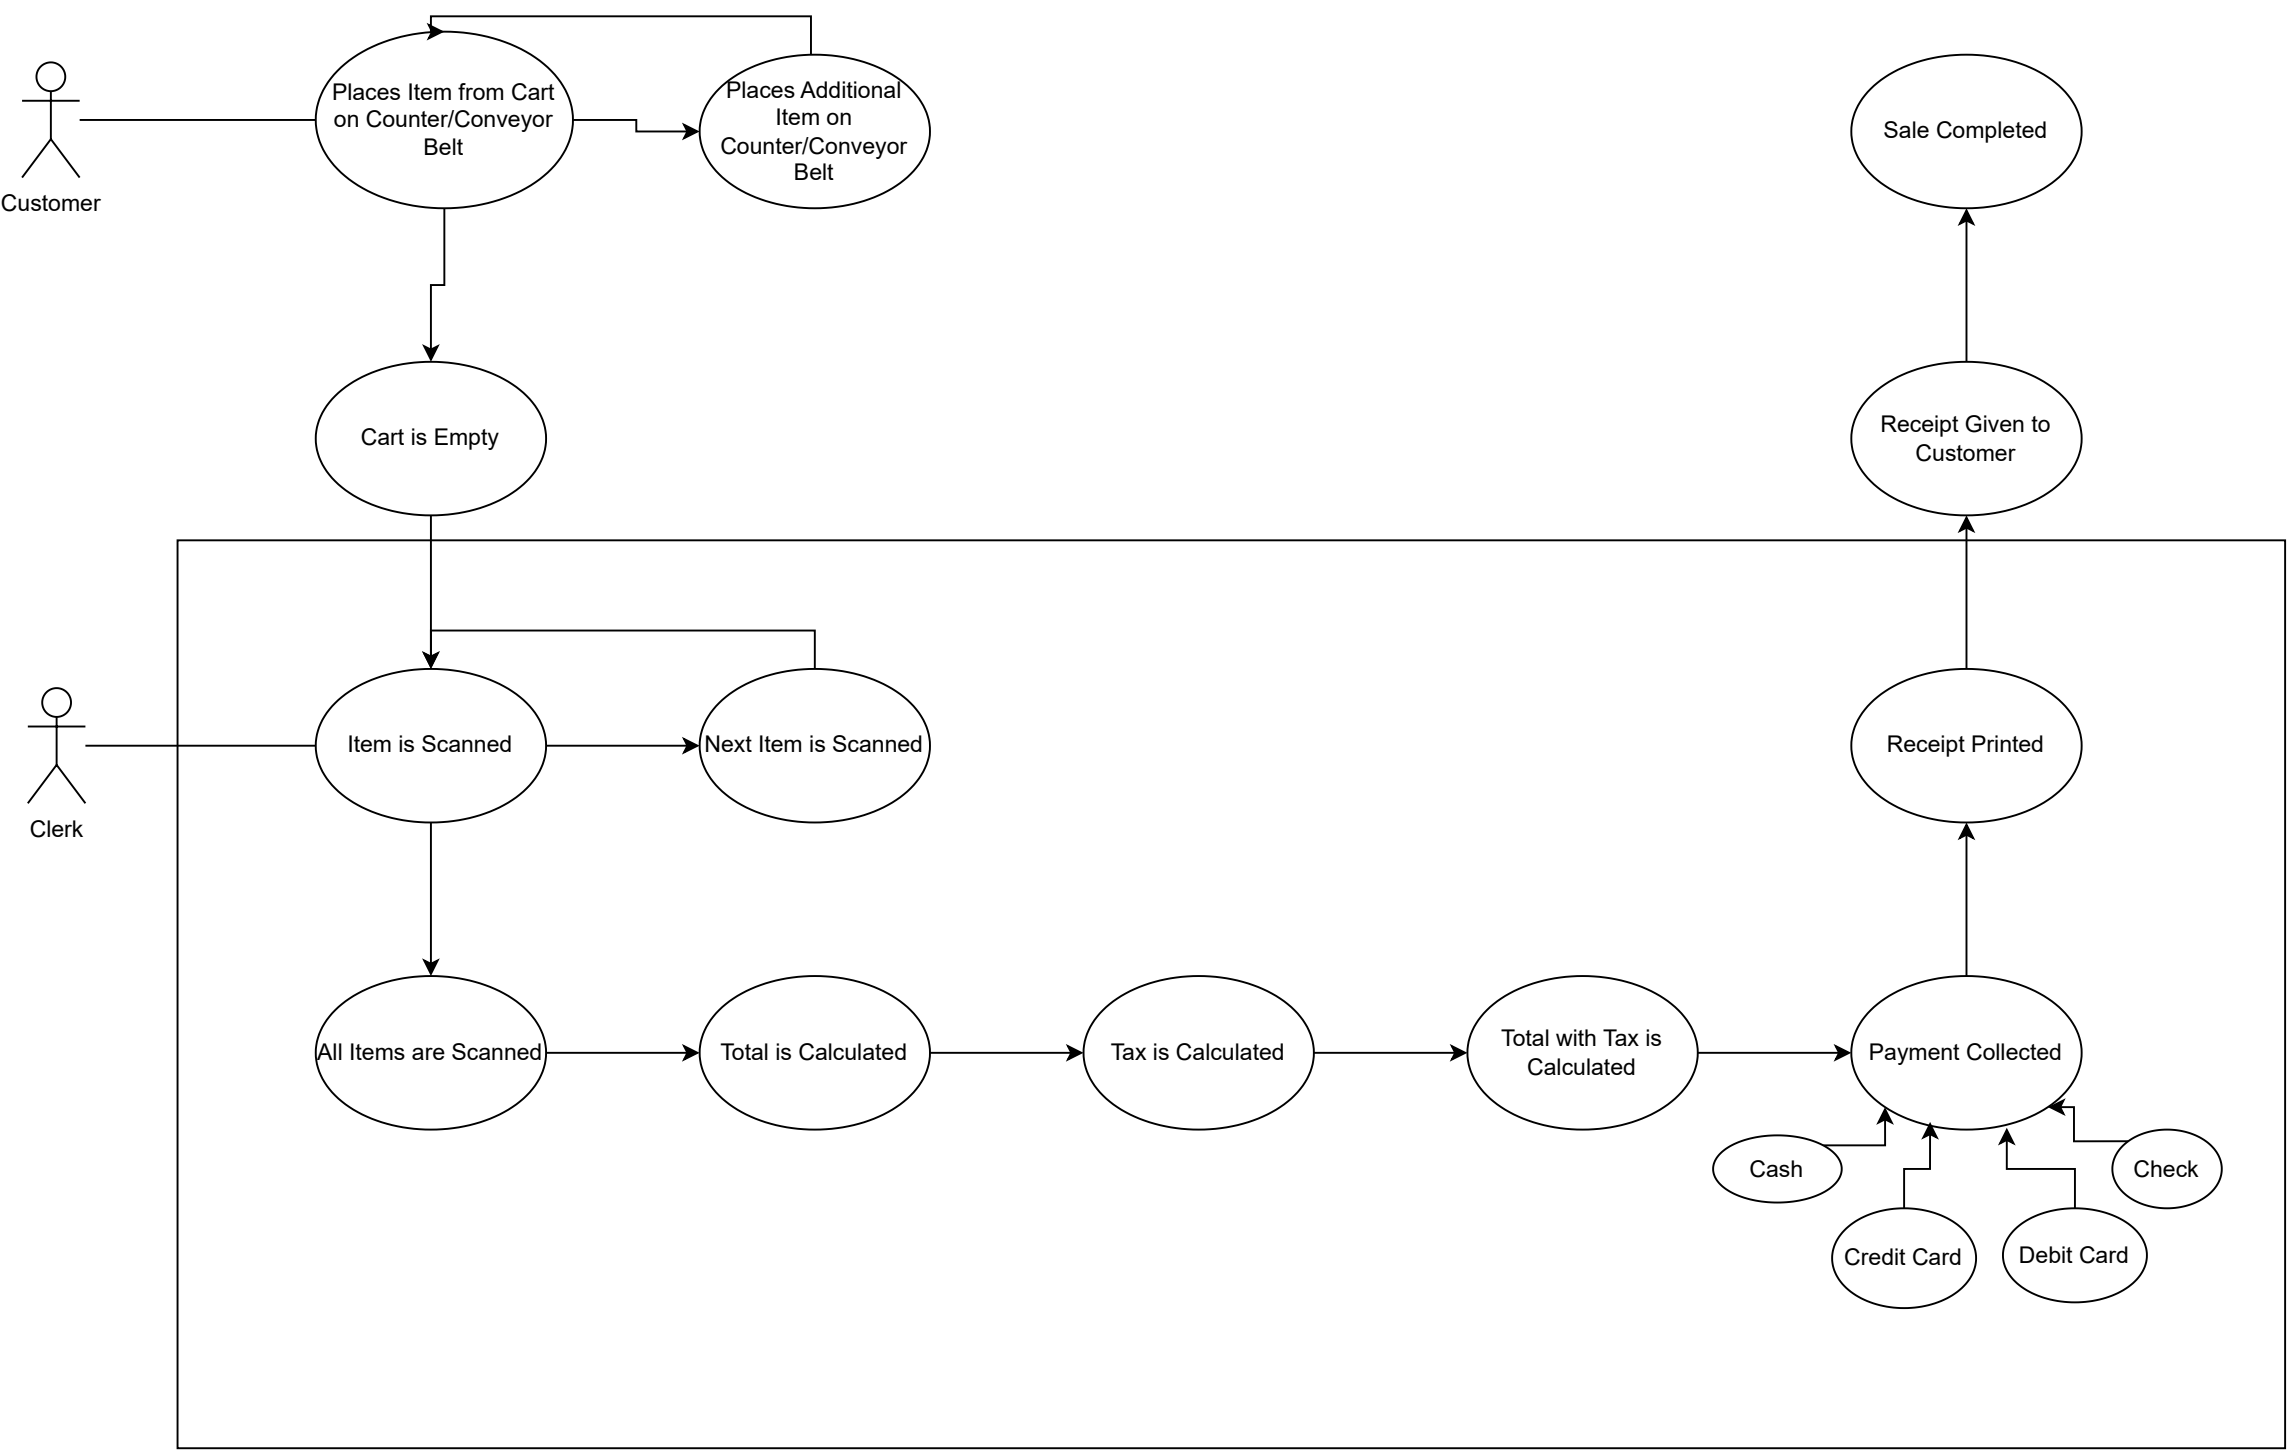 Customer
Places Item from Cart
on Counter/Conveyor
Belt
Places Additional
Item on
Counter/Conveyor
Belt
Sale Completed
Cart is Empty
Receipt Given to
Customer
Clerk
Item is Scanned
Next Item is Scanned
Receipt Printed
All Items are Scanned
Total is Calculated
Tax is Calculated
Total with Tax is
Calculated
Payment Collected
Cash
Credit Card
Debit Card
Check